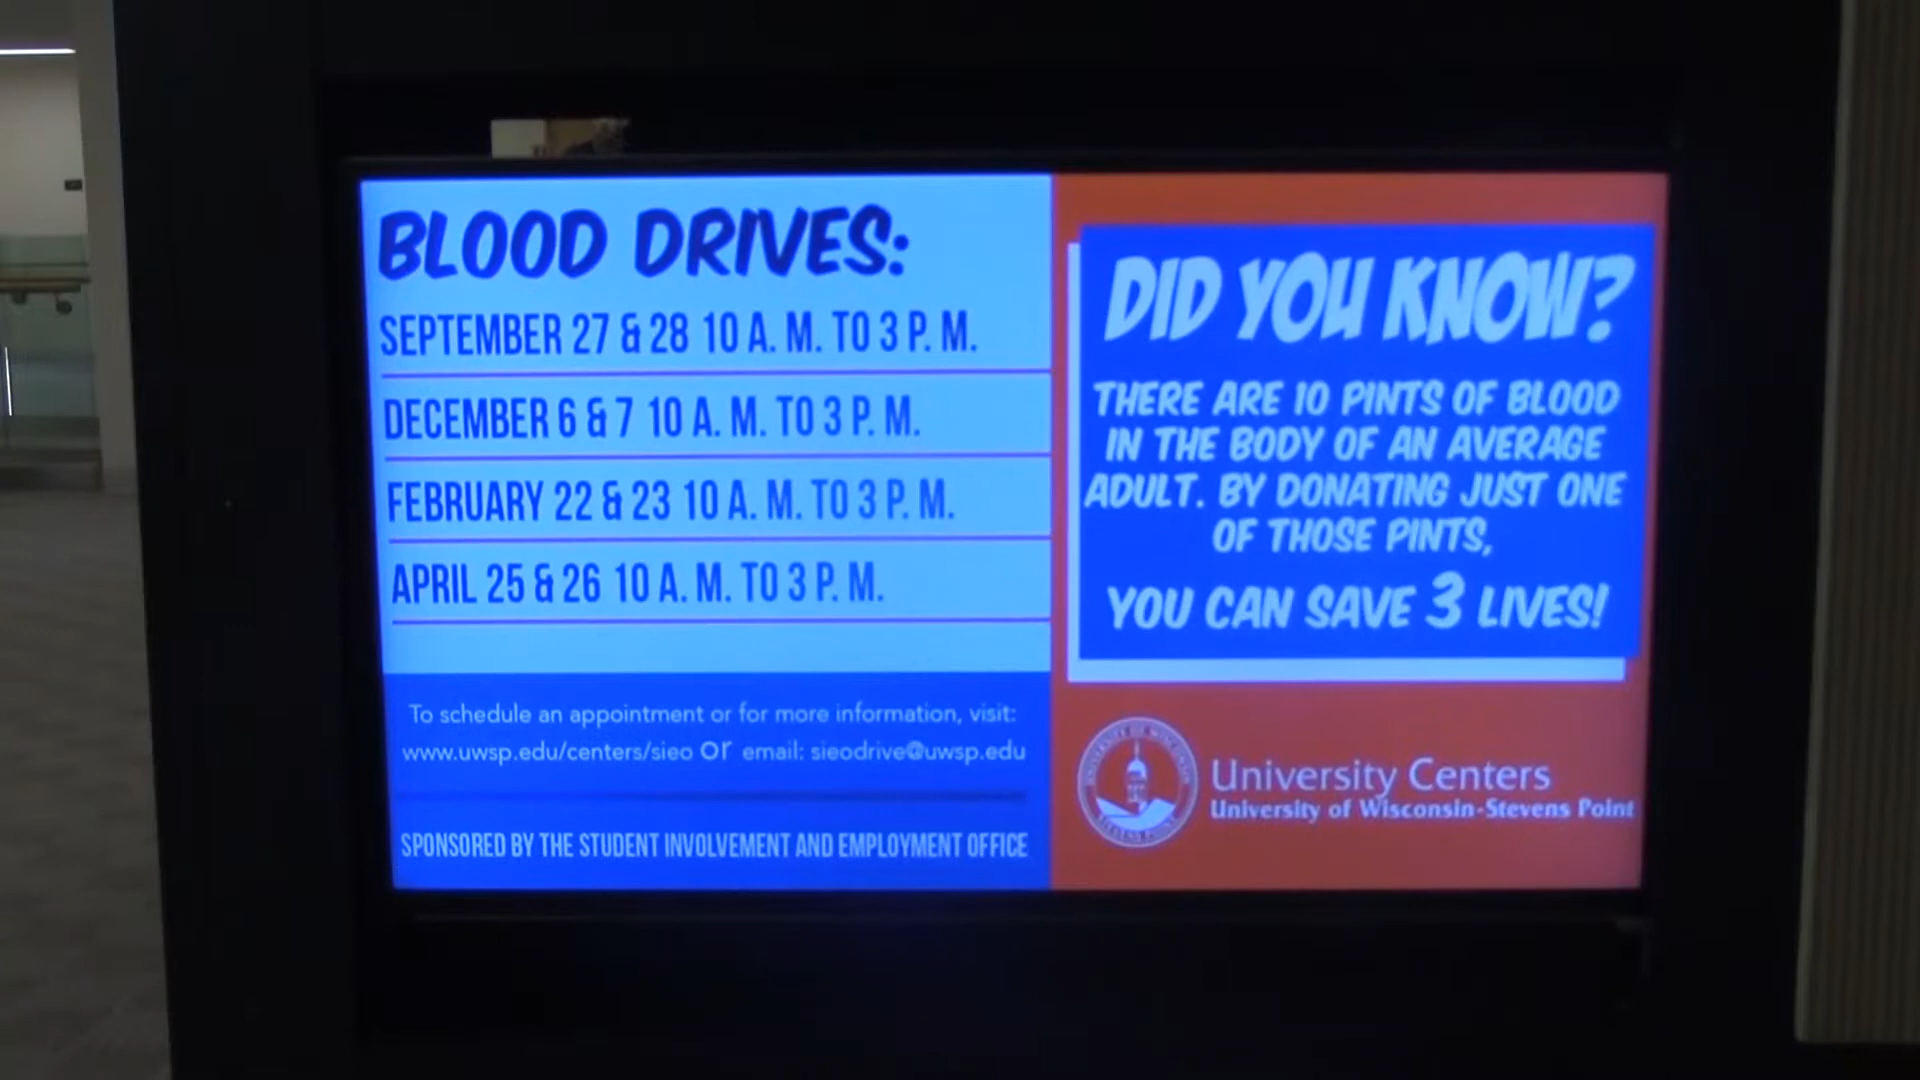 BLOOD DRIVES:
SEPTEMBER 27 & 28 10 A. M. TO 3 P. M.
DECEMBER 6 & 7 10 A. M. TO 3 P. M.
FEBRUARY 22 & 23 10 A. M. TO 3 P. M.
APRIL 25 & 26 10 A. M. TO 3 P. M.
To schedule an appointment or for more information, visit:
www.uwsp.edu/centers/sieo or email: sieodrive@uwsp.edu
SPONSORED BY THE STUDENT INVOLVEMENT AND EMPLOYMENT OFFICE
DID YOU KNOW?
THERE ARE 10 PINTS OF BLOOD
IN THE BODY OF AN AVERAGE
ADULT. BY DONATING JUST ONE
OF THOSE PINTS,
YOU CAN SAVE 3 LIVES!
University Centers
University of Wisconsin-Stevens Point